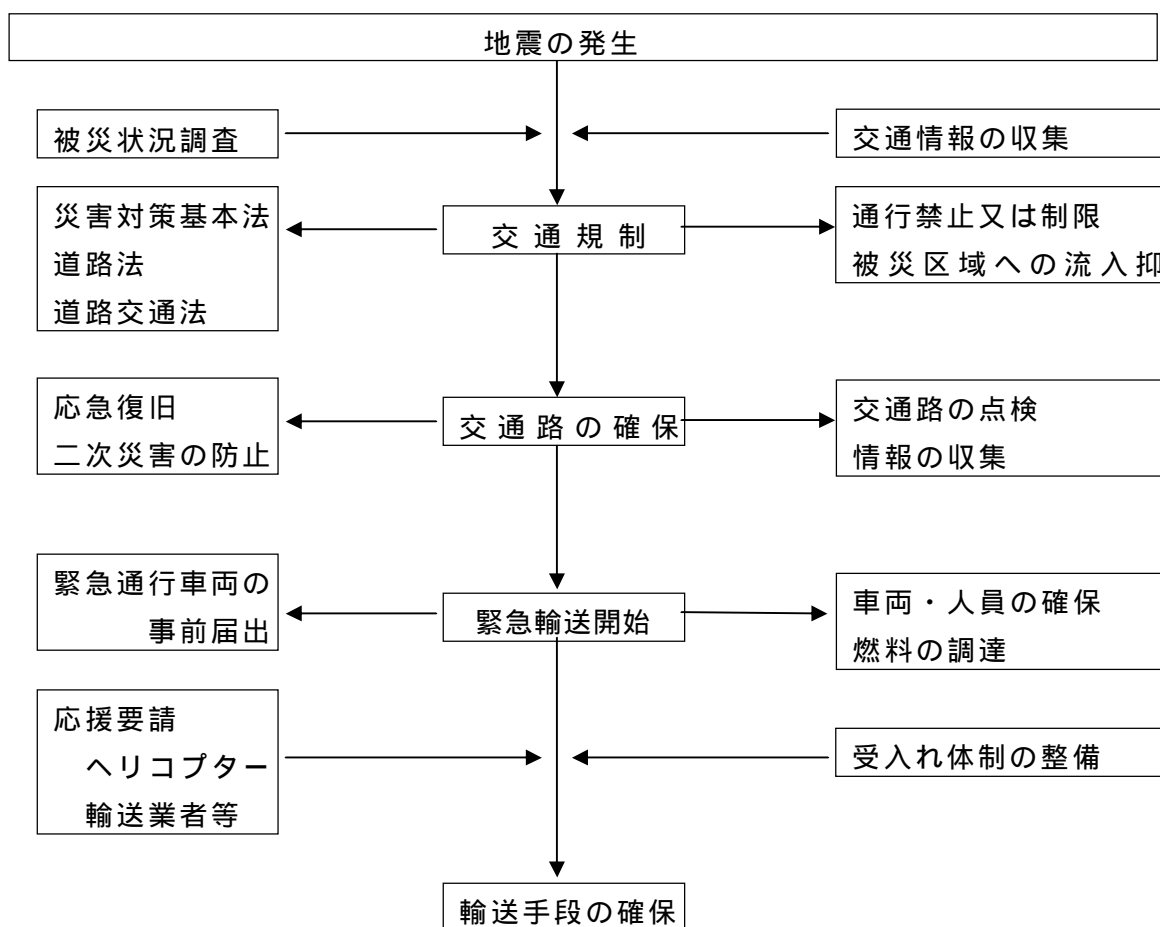 地震の発生
被災状況調査
交通情報の収集
災害対策基本法
道路法
道路交通法
交通規制
通行禁止又は制限
被災区域への流入抑
応急復旧
二次災害の防止
交通路の確保
交通路の点検
情報の収集
緊急通行車両の
事前届出
緊急輸送開始
車両・人員の確保
燃料の調達
応援要請
ヘリコプター
輸送業者等
受入れ体制の整備
輸送手段の確保